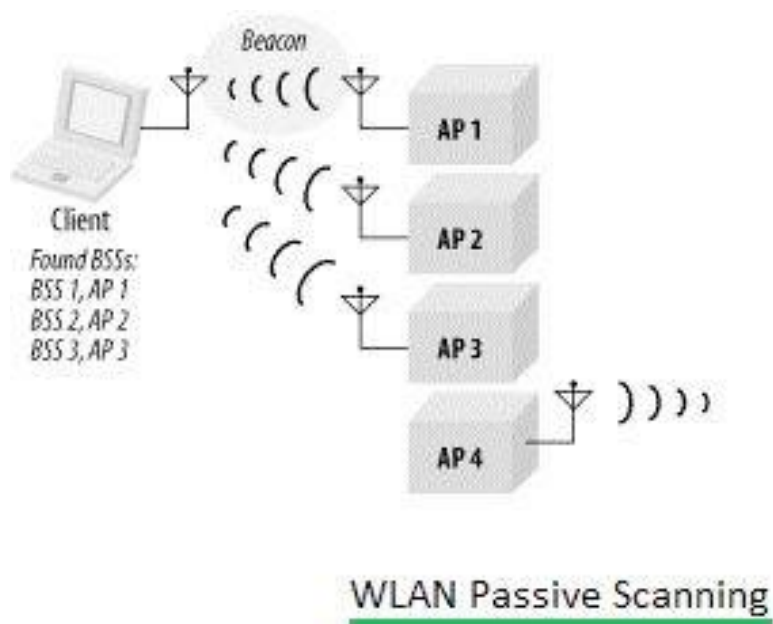 Beacon
AP 1
AP 2
AP 3
AP 4
Client
Found BSSs:
BSS 1, AP 1
BSS 2, AP 2
BSS 3, AP 3
WLAN Passive Scanning